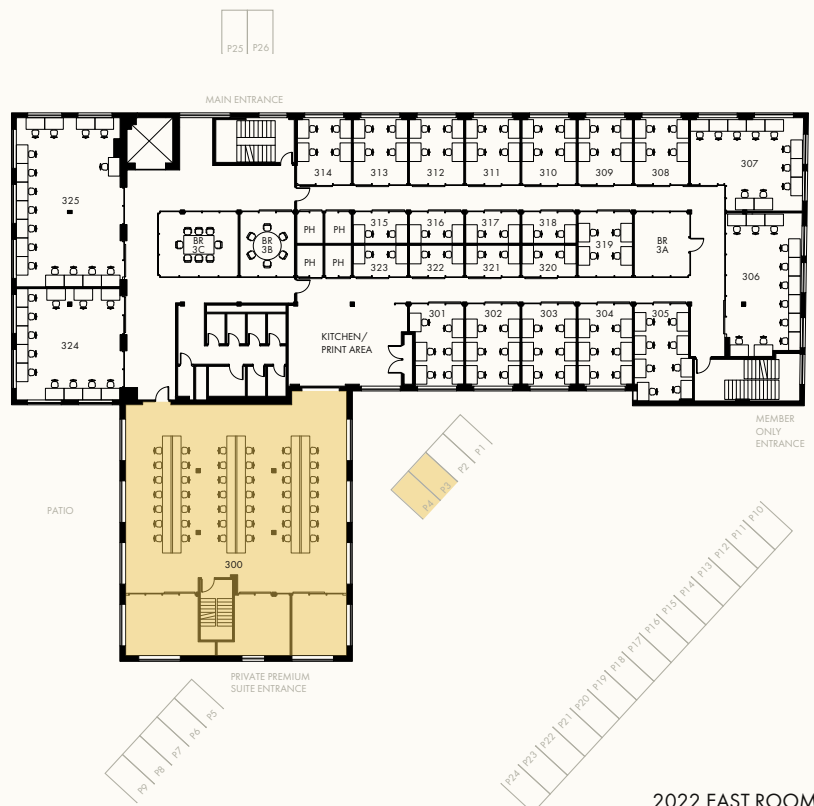 P25 P26
MAIN ENTRANCE
314 313 312 311 310 309 308
307
325
PH PH 315 316 317 318
319
BR
3C
BR
3B
BR
3A
PH PH 323 322 321 320
306
301 302 303 304 305
324
KITCHEN/
PRINT AREA
MEMBER
ONLY
ENTRANCE
P1
P2
P3
P4
PATIO
300
P10
P11
P12
P13
P14
P15
P16
P17
P18
P19
P20
P21
P22
P23
P24
PRIVATE PREMIUM
SUITE ENTRANCE
P5
P6
P7
P8
P9
2022 EAST ROOM